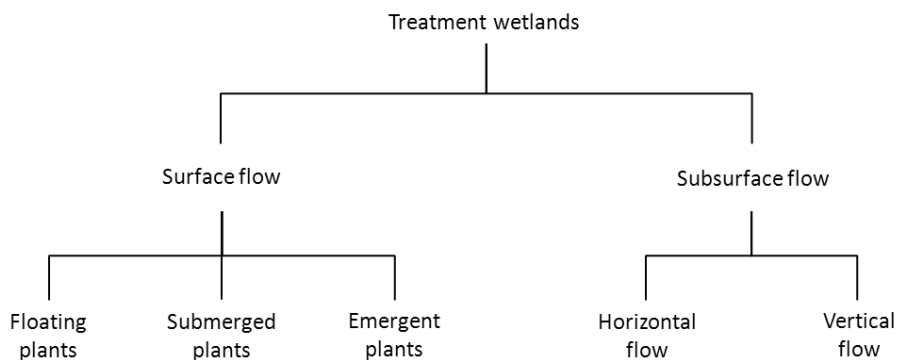 Treatment wetlands
Surface flow
Subsurface flow
Floating
plants
Submerged
plants
Emergent
plants
Horizontal
flow
Vertical
flow